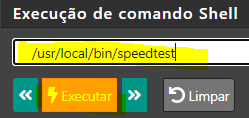 Execução de comando Shell
/usr/local/bin/speedtest
Executar Limpar